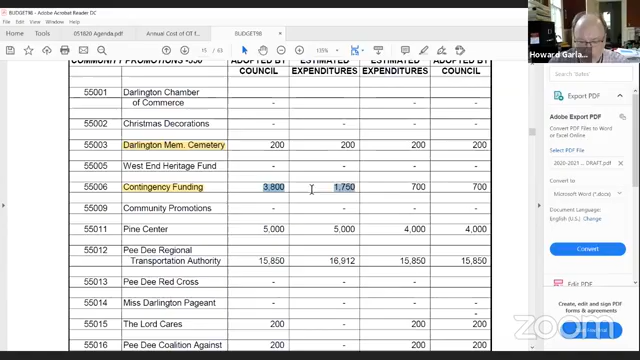 BUDGET98 - Adobe Acrobat Reader DC
File Edit View Window Help
051820 Agenda.pdf Annual Cost of OT f... BUDGET98 ×
15 / 63 135%
Howard Garla...
COMMUNITY PROMOTIONS -550 ADOPTED BY ESTIMATED ESTIMATED ADOPTED BY
COUNCIL EXPENDITURES EXPENDITURES COUNCIL
55001 Darlington Chamber
of Commerce - - - -
55002 Christmas Decorations - - - -
55003 Darlington Mem. Cemetery 200 200 200 200
55005 West End Heritage Fund - - - -
55006 Contingency Funding 3,800 1,750 700 700
55009 Community Promotions - - - -
55011 Pine Center 5,000 5,000 4,000 4,000
55012 Pee Dee Regional
Transportation Authority 15,850 16,912 15,850 15,850
55013 Pee Dee Red Cross - - - -
55014 Miss Darlington Pageant - - - -
-
55015 The Lord Cares 200 - 200 200
55016 Pee Dee Coalition Against 200 - 200 200
Export PDF
Adobe Export PDF
Convert PDF Files to Word
or Excel Online
Select PDF File
2020-2021 ... DRAFT.pdf ×
Convert to
Microsoft Word (*.docx)
Document Language:
English (U.S.) Change
Convert
Edit PDF
Create, edit and sign PDF
forms & agreements
zoom